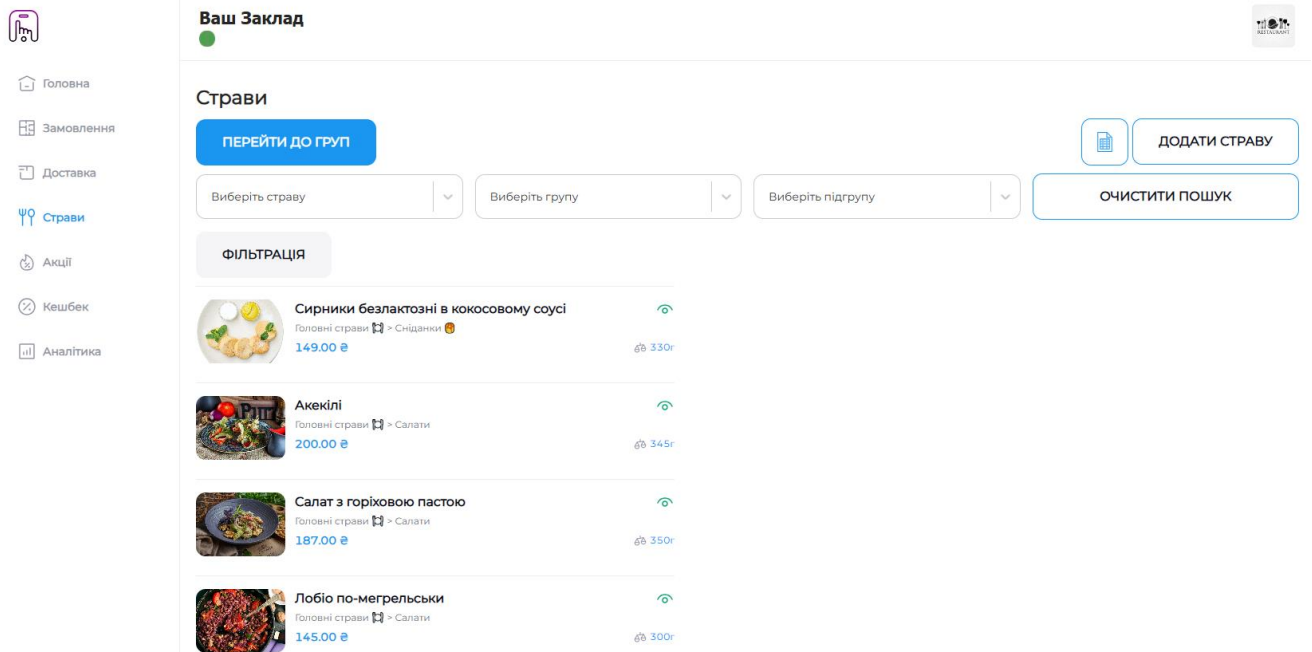 Ваш Заклад
RESTAURANT
Головна
Замовлення
Доставка
Страви
Акції
Кешбек
Аналітика
Страви
ПЕРЕЙТИ ДО ГРУП
ДОДАТИ СТРАВУ
Виберіть страву
Виберіть групу
Виберіть підгрупу
ОЧИСТИТИ ПОШУК
ФІЛЬТРАЦІЯ
Сирники безлактозні в кокосовому соусі
Головні страви 🍽 > Сніданки 🥞
149.00 ₴
330г
Акекілі
Головні страви 🍽 > Салати
200.00 ₴
345г
Салат з горіховою пастою
Головні страви 🍽 > Салати
187.00 ₴
350г
Лобіо по-мегрельськи
Головні страви 🍽 > Салати
145.00 ₴
300г